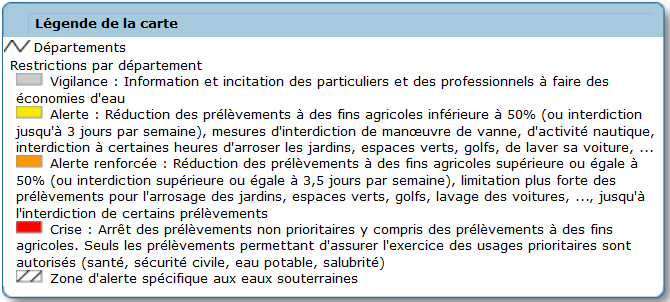 Légende de la carte
Départements
Restrictions par département
Vigilance : Information et incitation des particuliers et des professionnels à faire des
économies d'eau
Alerte : Réduction des prélèvements à des fins agricoles inférieure à 50% (ou interdiction
jusqu'à 3 jours par semaine), mesures d'interdiction de manœuvre de vanne, d'activité nautique,
interdiction à certaines heures d'arroser les jardins, espaces verts, golfs, de laver sa voiture, ...
Alerte renforcée : Réduction des prélèvements à des fins agricoles supérieure ou égale à
50% (ou interdiction supérieure ou égale à 3,5 jours par semaine), limitation plus forte des
prélèvements pour l'arrosage des jardins, espaces verts, golfs, lavage des voitures, ..., jusqu'à
l'interdiction de certains prélèvements
Crise : Arrêt des prélèvements non prioritaires y compris des prélèvements à des fins
agricoles. Seuls les prélèvements permettant d'assurer l'exercice des usages prioritaires sont
autorisés (santé, sécurité civile, eau potable, salubrité)
Zone d'alerte spécifique aux eaux souterraines